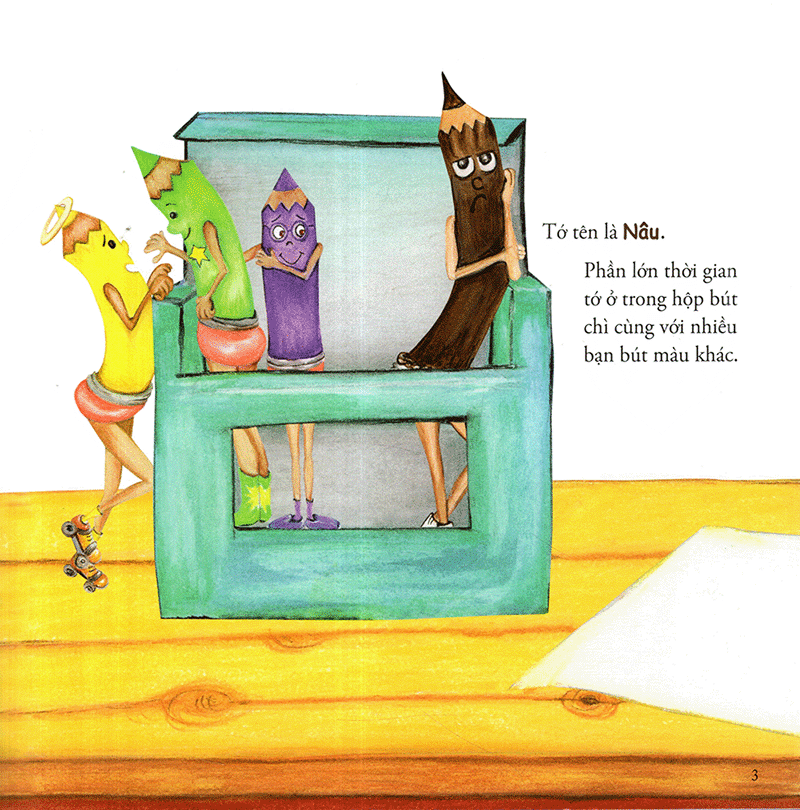 Tớ tên là Nâu.
Phần lớn thời gian
tớ ở trong hộp bút
chì cùng với nhiều
bạn bút màu khác.
3